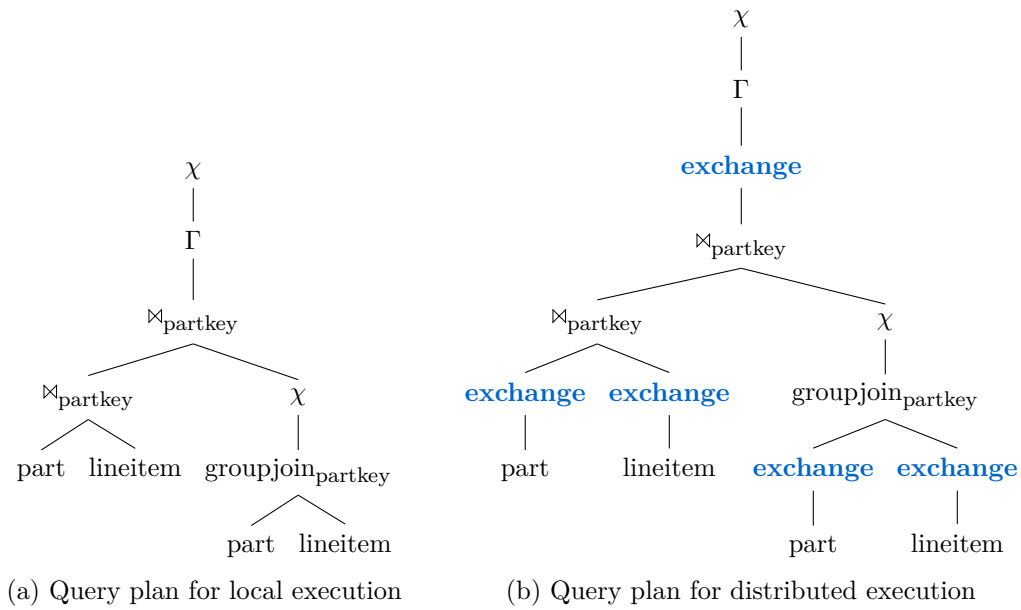 χ
Γ
⋈partkey
⋈partkey χ
part lineitem groupjoinpartkey
part lineitem
(a) Query plan for local execution
χ
Γ
exchange
⋈partkey
⋈partkey χ
exchange exchange groupjoinpartkey
part lineitem exchange exchange
part lineitem
(b) Query plan for distributed execution